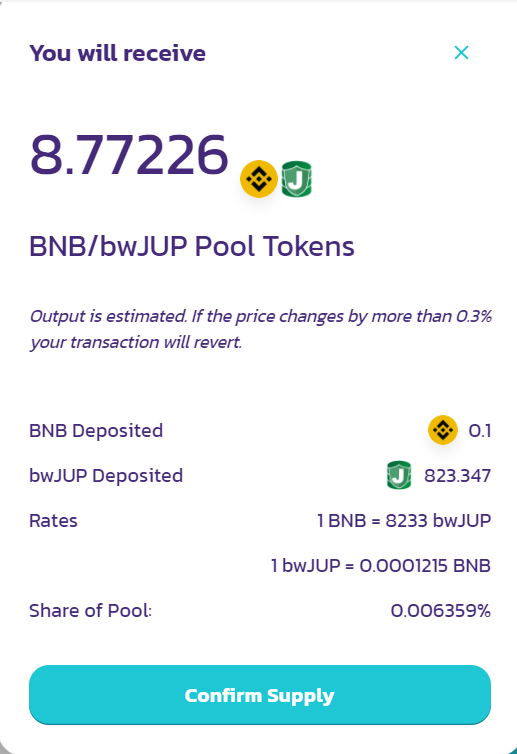 You will receive
8.77226
BNB/bwJUP Pool Tokens
Output is estimated. If the price changes by more than 0.3%
your transaction will revert.
BNB Deposited 0.1
bwJUP Deposited J 823.347
Rates 1 BNB = 8233 bwJUP
1 bwJUP = 0.0001215 BNB
Share of Pool: 0.006359%
Confirm Supply